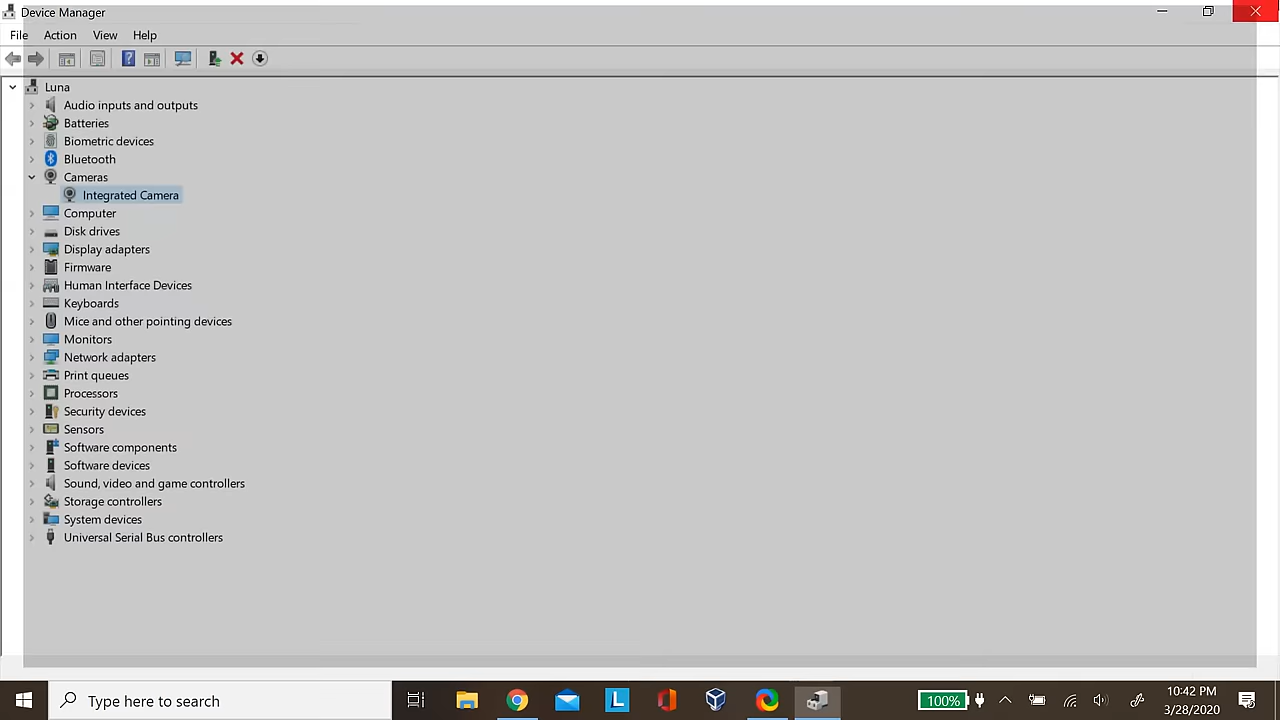 Device Manager
File Action View Help
Luna
Audio inputs and outputs
Batteries
Biometric devices
Bluetooth
Cameras
Integrated Camera
Computer
Disk drives
Display adapters
Firmware
Human Interface Devices
Keyboards
Mice and other pointing devices
Monitors
Network adapters
Print queues
Processors
Security devices
Sensors
Software components
Software devices
Sound, video and game controllers
Storage controllers
System devices
Universal Serial Bus controllers
Type here to search
L
100%
10:42 PM
3/28/2020